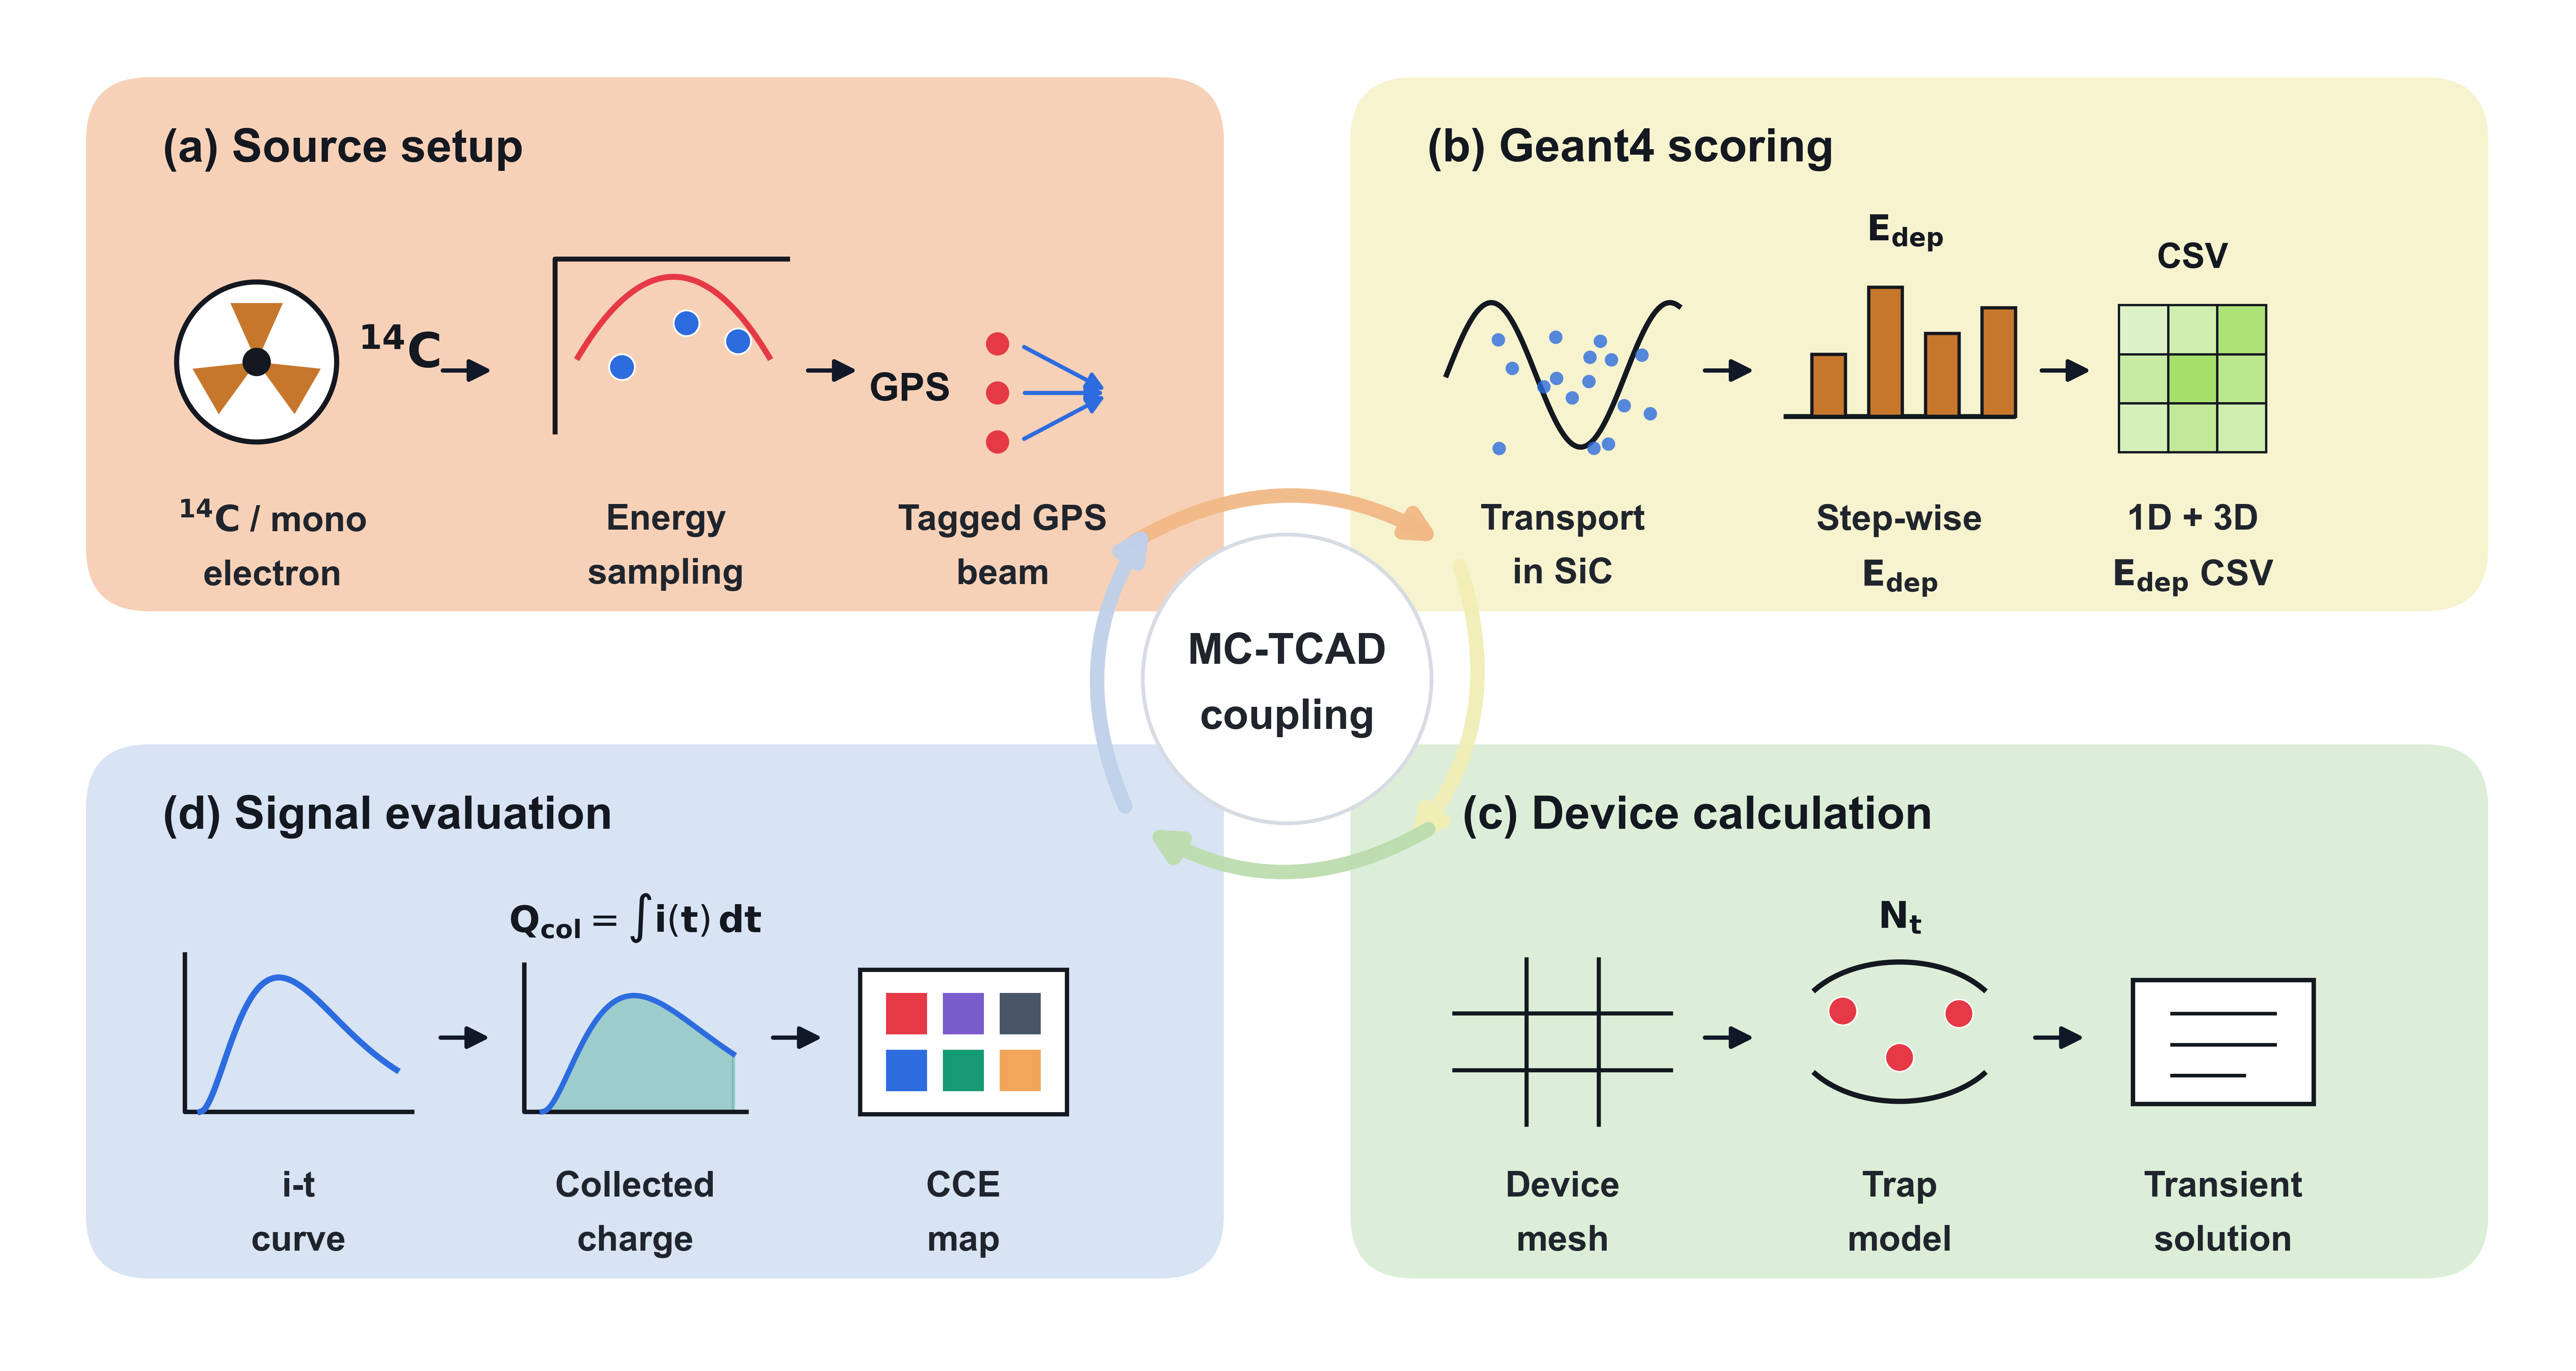 (a) Source setup
¹⁴C
GPS
¹⁴C / mono
electron
Energy
sampling
Tagged GPS
beam
(b) Geant4 scoring
E_dep
CSV
Transport
in SiC
Step-wise
E_dep
1D + 3D
E_dep CSV
MC-TCAD
coupling
(d) Signal evaluation
Q_col = ∫ i(t) dt
i-t
curve
Collected
charge
CCE
map
(c) Device calculation
N_t
Device
mesh
Trap
model
Transient
solution